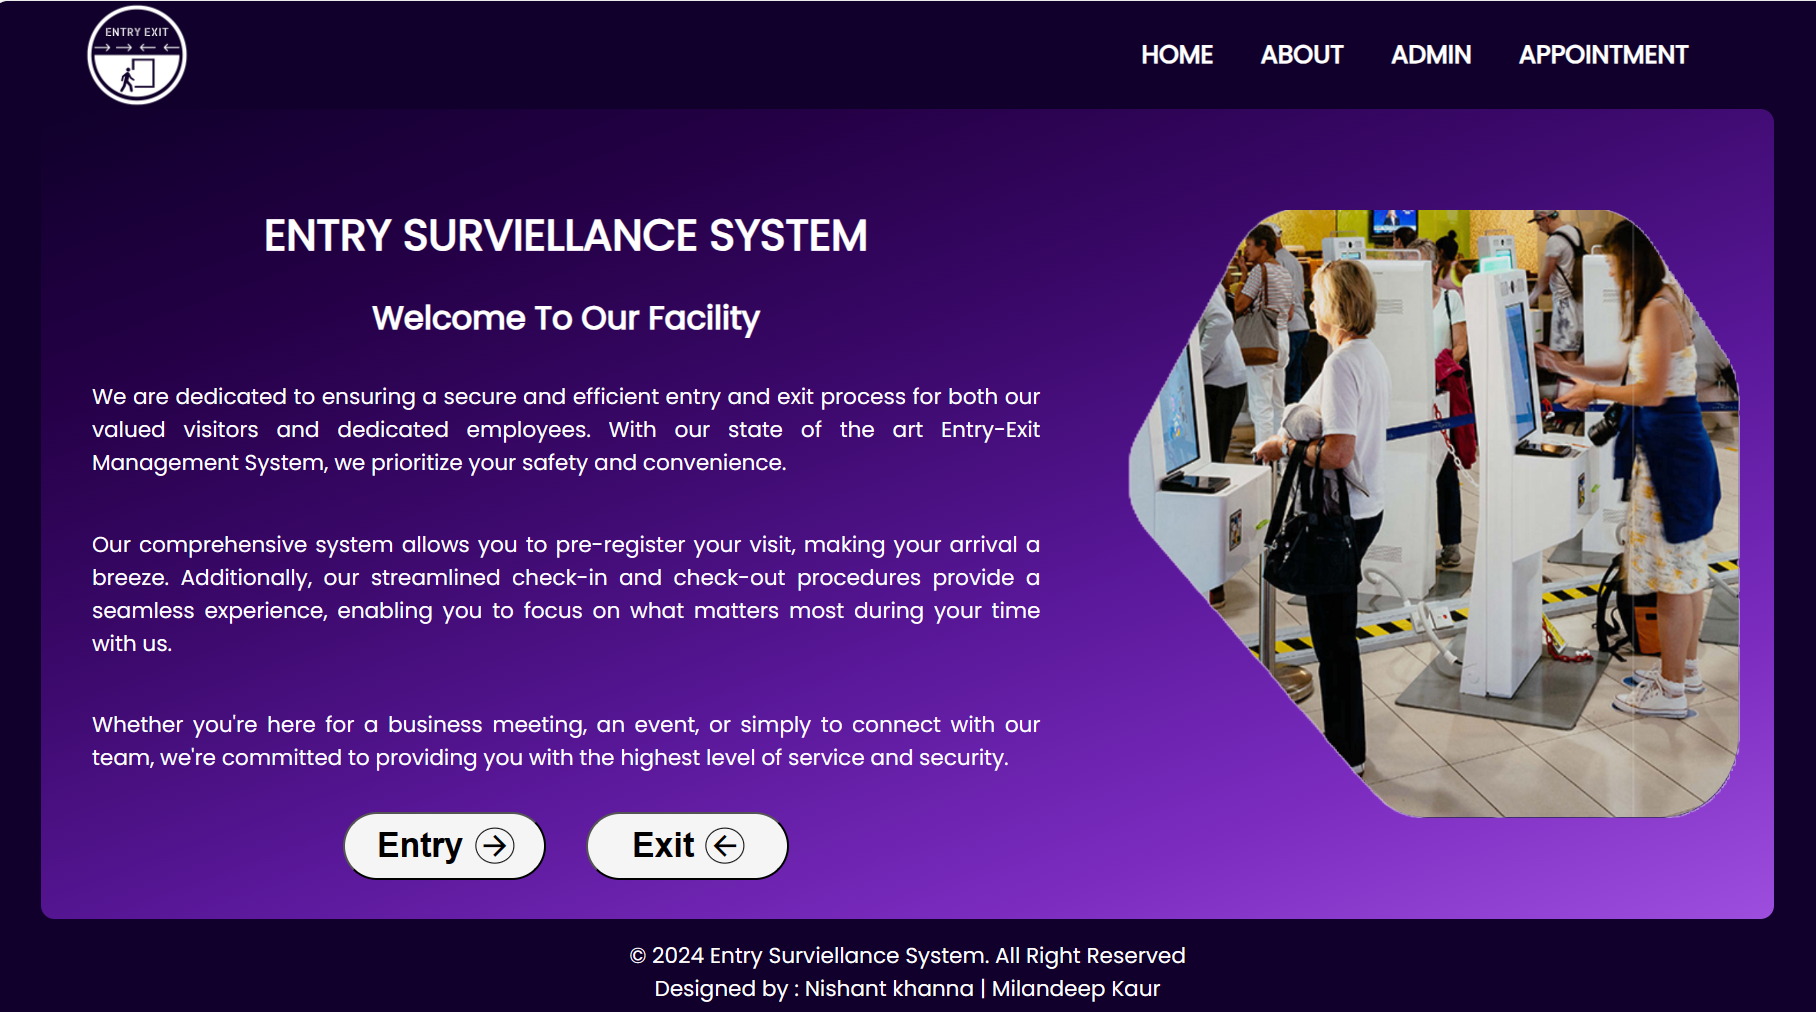 ENTRY EXIT
HOME ABOUT ADMIN APPOINTMENT
ENTRY SURVIELLANCE SYSTEM
Welcome To Our Facility
We are dedicated to ensuring a secure and efficient entry and exit process for both our
valued visitors and dedicated employees. With our state of the art Entry-Exit
Management System, we prioritize your safety and convenience.
Our comprehensive system allows you to pre-register your visit, making your arrival a
breeze. Additionally, our streamlined check-in and check-out procedures provide a
seamless experience, enabling you to focus on what matters most during your time
with us.
Whether you're here for a business meeting, an event, or simply to connect with our
team, we're committed to providing you with the highest level of service and security.
Entry
Exit
© 2024 Entry Surviellance System. All Right Reserved
Designed by : Nishant khanna | Milandeep Kaur